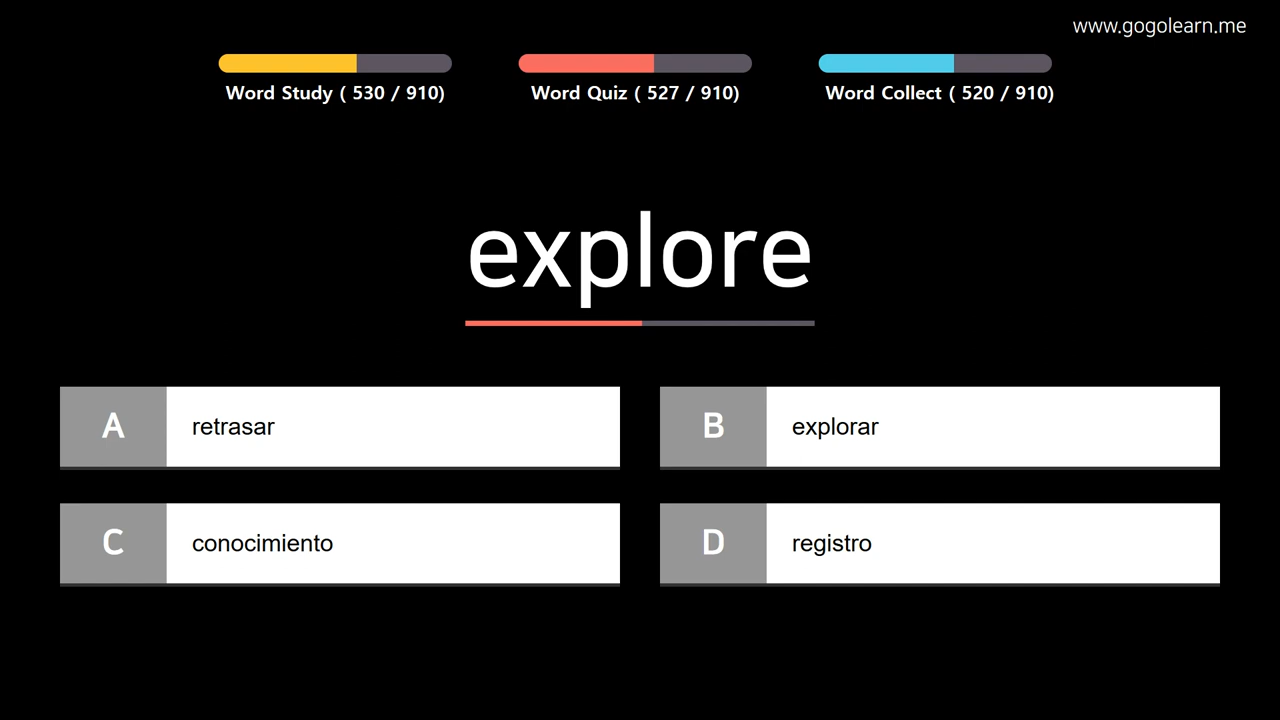 www.gogolearn.me
Word Study ( 530 / 910)
Word Quiz ( 527 / 910)
Word Collect ( 520 / 910)
explore
A
retrasar
B
explorar
C
conocimiento
D
registro